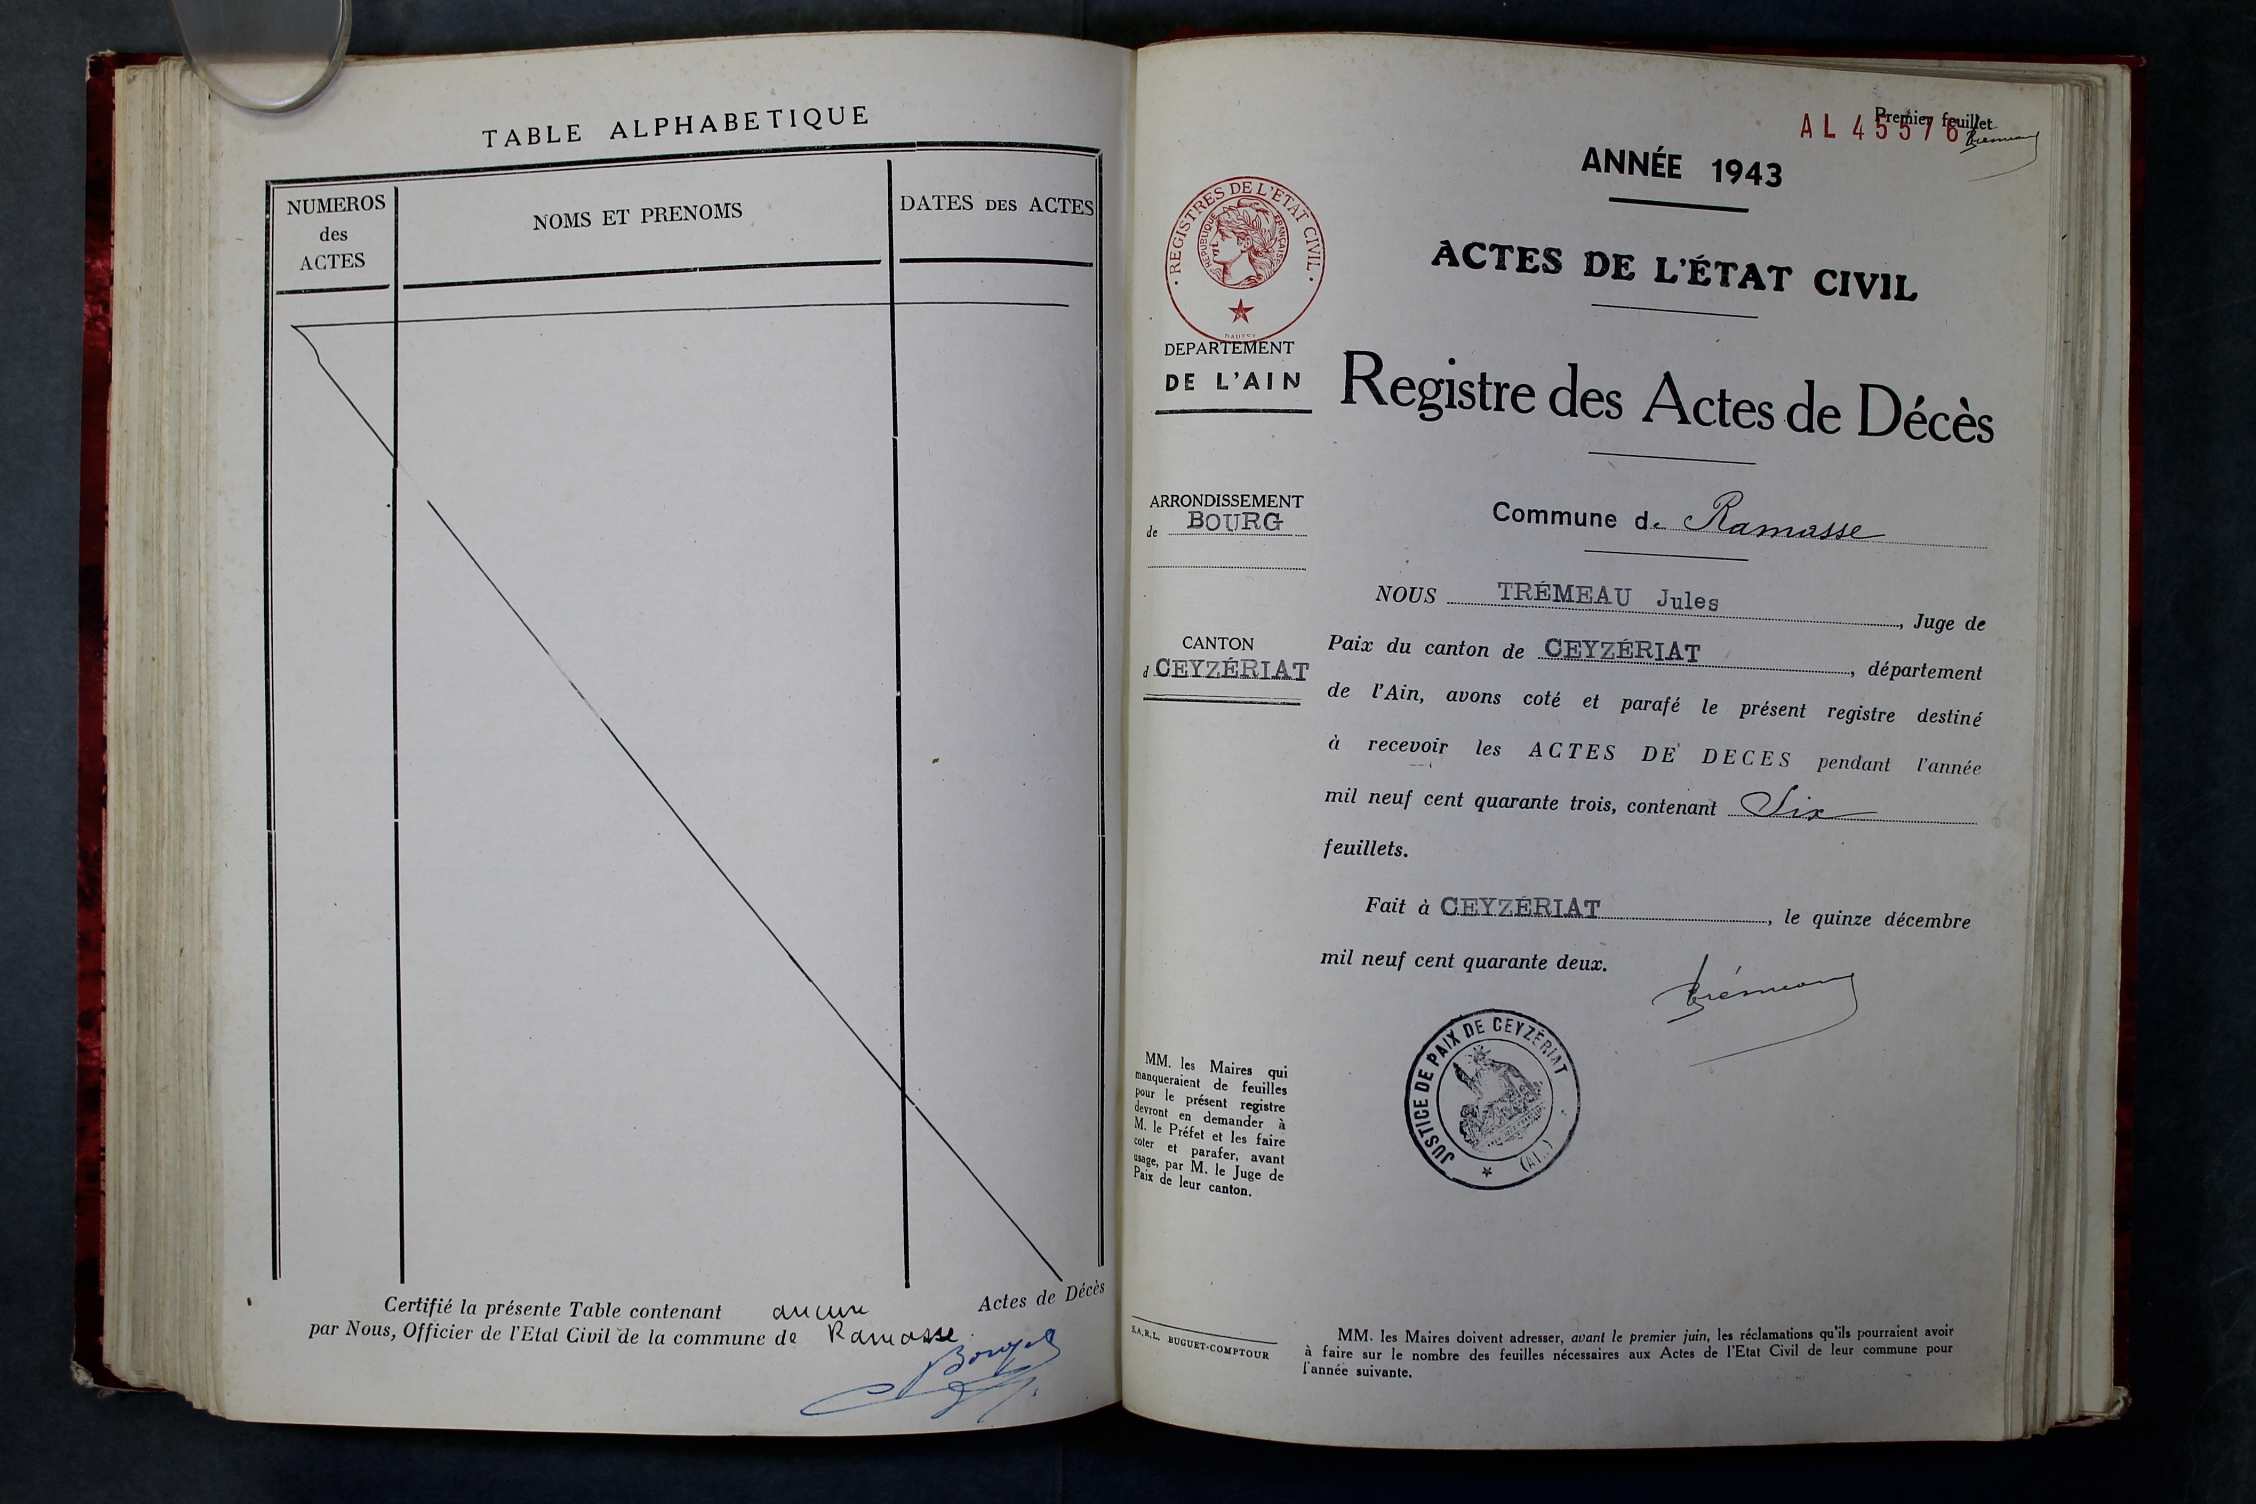 TABLE ALPHABETIQUE
NUMEROS
des
ACTES
NOMS ET PRENOMS
DATES DES ACTES
Certifié la présente Table contenant aucune Actes de Décès
par Nous, Officier de l'Etat Civil de la commune de Ramasse.
Premier feuillet
AL 45576
Trémeau
ANNÉE 1943
REGISTRES DE L'ETAT CIVIL
REPUBLIQUE FRANÇAISE
ACTES DE L'ÉTAT CIVIL
DEPARTEMENT
DE L'AIN
Registre des Actes de Décès
ARRONDISSEMENT
de BOURG
Commune de Ramasse
NOUS TRÉMEAU Jules, Juge de
CANTON
d CEYZÉRIAT
Paix du canton de CEYZÉRIAT, département
de l'Ain, avons coté et parafé le présent registre destiné
à recevoir les ACTES DE DECES pendant l'année
mil neuf cent quarante trois, contenant Six
feuillets.
Fait à CEYZÉRIAT, le quinze décembre
mil neuf cent quarante deux.
Trémeau
JUSTICE DE PAIX DE CEYZÉRIAT
MM. les Maires qui
manqueraient de feuilles
pour le présent registre
devront en demander à
M. le Préfet et les faire
coter et parafer, avant
usage, par M. le Juge de
Paix de leur canton.
S.A.R.L. BUGUET-COMPTOUR
MM. les Maires doivent adresser, avant le premier juin, les réclamations qu'ils pourraient avoir
à faire sur le nombre des feuilles nécessaires aux Actes de l'Etat Civil de leur commune pour
l'année suivante.